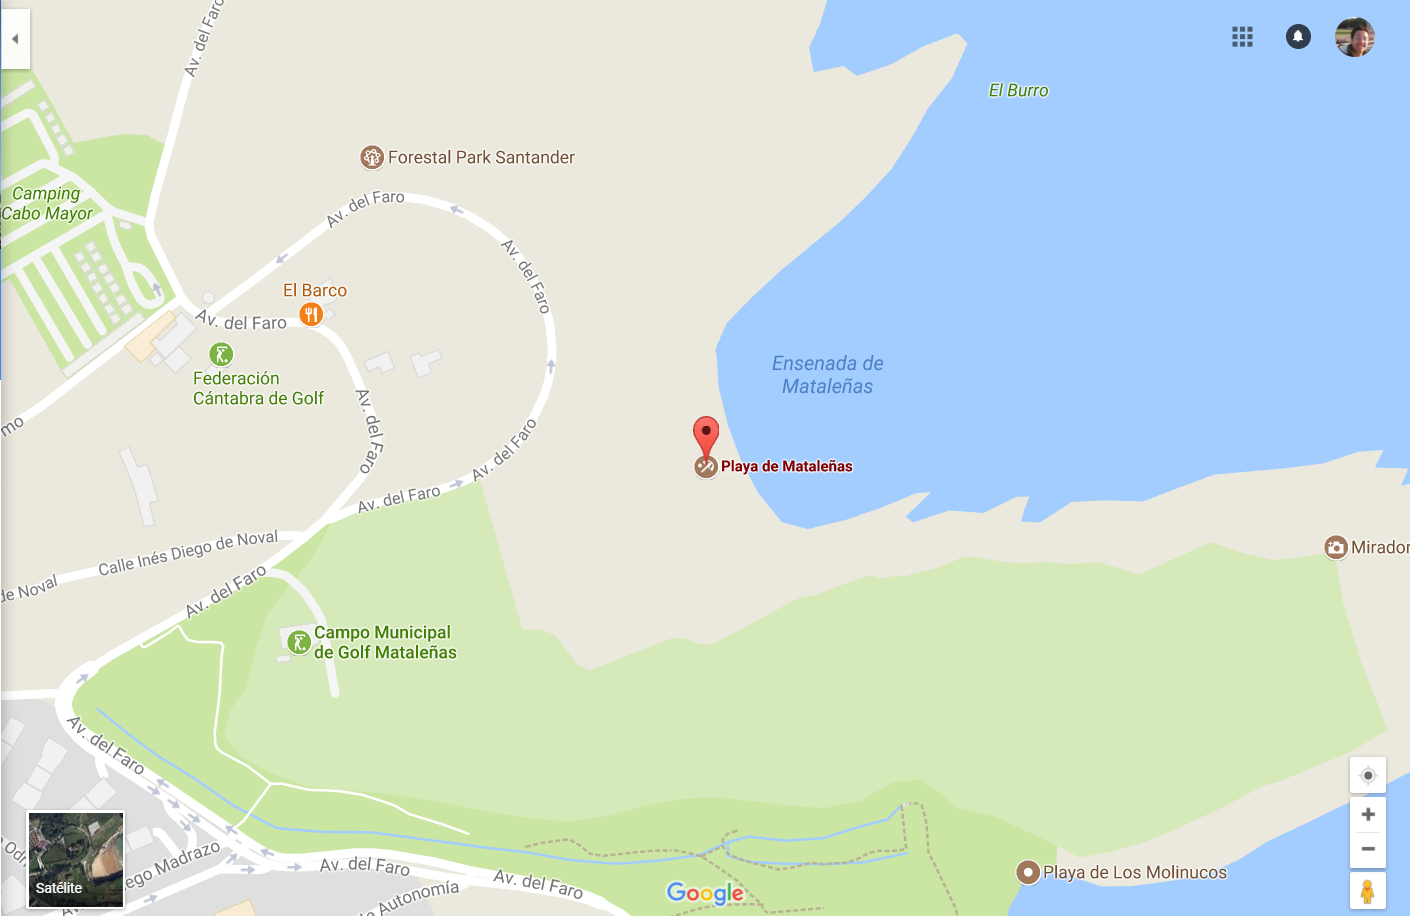 Av. del Faro
El Burro
Forestal Park Santander
Camping
Cabo Mayor
Av. del Faro
Av. del Faro
El Barco
Av. del Faro
Ensenada de
Mataleñas
Federación
Cántabra de Golf
Av. del Faro
mo
Av. del Faro
Playa de Mataleñas
Av. del Faro
Calle Inés Diego de Noval
Mirador
de Noval
Av. del Faro
Campo Municipal
de Golf Mataleñas
Av. del Faro
Satélite
ego Madrazo
Av. del Faro
Av. del Faro
de Autonomía
Google
Playa de Los Molinucos